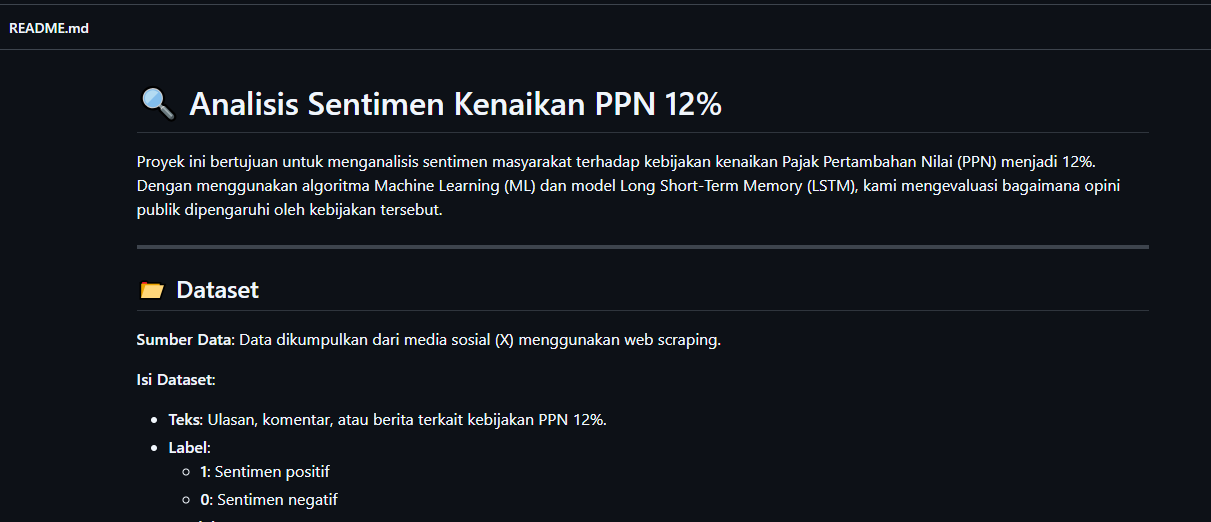 README.md
Analisis Sentimen Kenaikan PPN 12%
Proyek ini bertujuan untuk menganalisis sentimen masyarakat terhadap kebijakan kenaikan Pajak Pertambahan Nilai (PPN) menjadi 12%.
Dengan menggunakan algoritma Machine Learning (ML) dan model Long Short-Term Memory (LSTM), kami mengevaluasi bagaimana opini
publik dipengaruhi oleh kebijakan tersebut.
Dataset
Sumber Data: Data dikumpulkan dari media sosial (X) menggunakan web scraping.
Isi Dataset:
Teks: Ulasan, komentar, atau berita terkait kebijakan PPN 12%.
Label:
1: Sentimen positif
0: Sentimen negatif